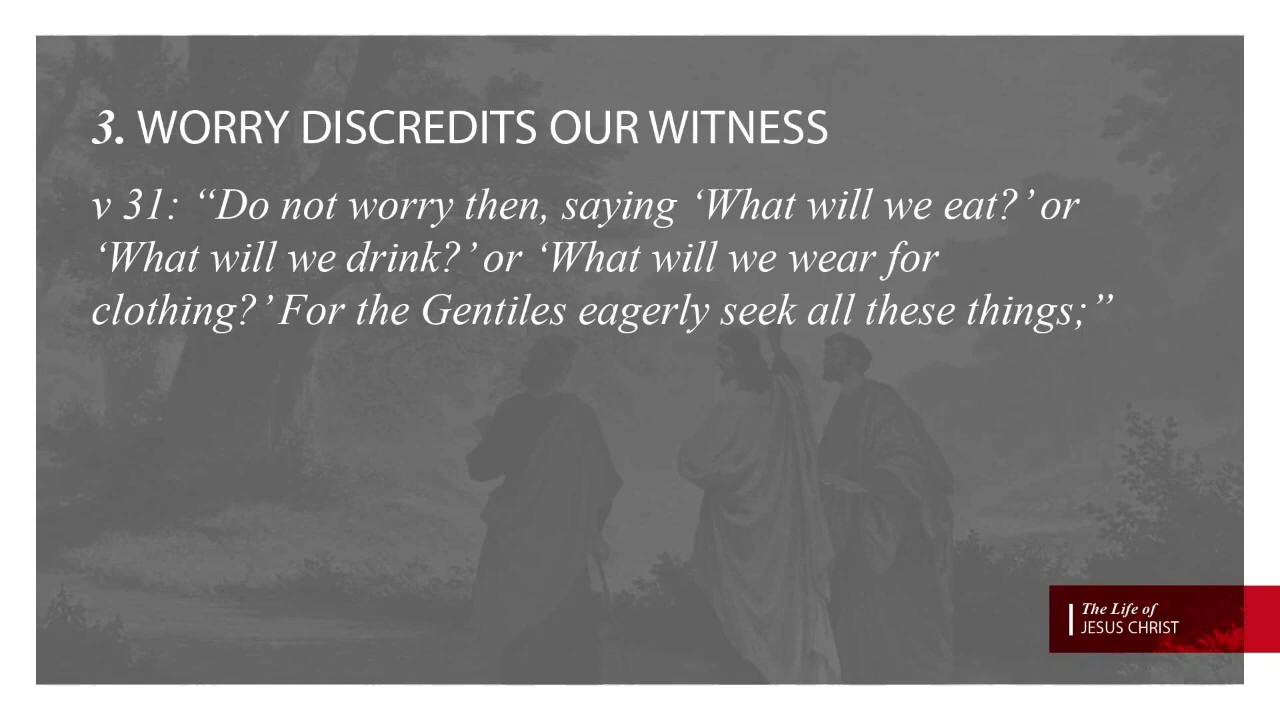 3. WORRY DISCREDITS OUR WITNESS
v 31: “Do not worry then, saying ‘What will we eat?’ or
‘What will we drink?’ or ‘What will we wear for
clothing?’ For the Gentiles eagerly seek all these things;”
The Life of
JESUS CHRIST